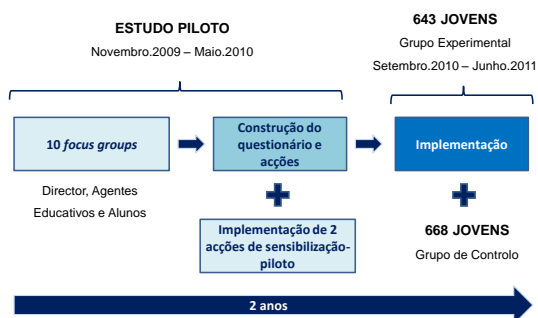 ESTUDO PILOTO
Novembro.2009 – Maio.2010
643 JOVENS
Grupo Experimental
Setembro.2010 – Junho.2011
10 focus groups
Construção do
questionário e
acções
Implementação
Director, Agentes
Educativos e Alunos
Implementação de 2
acções de sensibilização-
piloto
668 JOVENS
Grupo de Controlo
2 anos